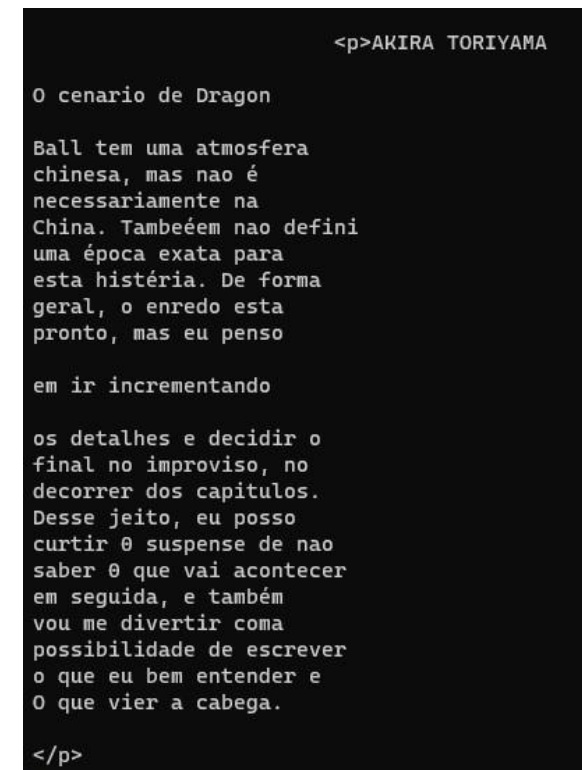 <p>AKIRA TORIYAMA
O cenario de Dragon
Ball tem uma atmosfera
chinesa, mas nao é
necessariamente na
China. Tambeéem nao defini
uma época exata para
esta histéria. De forma
geral, o enredo esta
pronto, mas eu penso
em ir incrementando
os detalhes e decidir o
final no improviso, no
decorrer dos capitulos.
Desse jeito, eu posso
curtir 0 suspense de nao
saber 0 que vai acontecer
em seguida, e também
vou me divertir coma
possibilidade de escrever
o que eu bem entender e
O que vier a cabega.
</p>